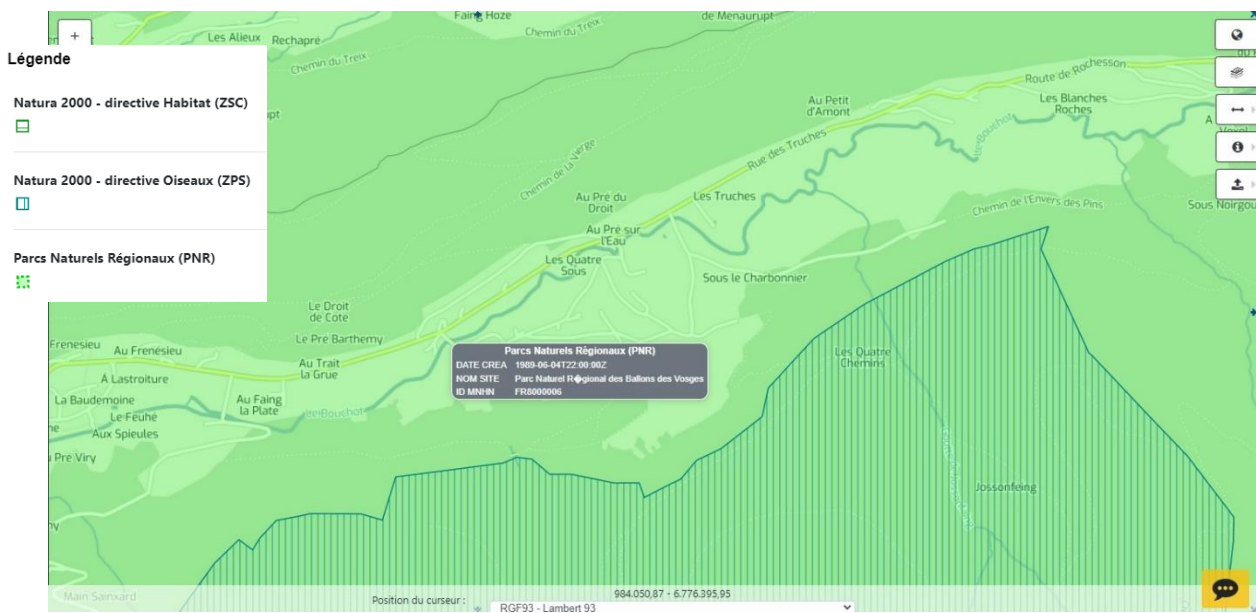 Faing Hoze
de Menaurupt
Chemin du Treix
+
Les Alieux
Rechapré
Légende
Chemin du Treix
Route de Rochesson
Natura 2000 - directive Habitat (ZSC)
Au Petit
d'Amont
Les Blanches
Roches
Le Bouchot
Rue des Truches
Chemin de la Vierge
Natura 2000 - directive Oiseaux (ZPS)
Au Pré du
Droit
Les Truches
Chemin de l'Envers des Pins
Sous Noirgou
Au Pré sur
l'Eau
Parcs Naturels Régionaux (PNR)
Les Quatre
Sous
Sous le Charbonnier
Le Droit
de Côte
Le Pré Barthemy
Frenesieu
Au Frenésieu
Parcs Naturels Règionaux (PNR)
DATE CREA 1989-06-04T22:00:00Z
NOM SITE Parc Naturel R�gional des Ballons des Vosges
ID MNHN FR8000006
Les Quatre
Chemins
Au Trait
la Grue
À Lastroiture
La Baudemoine
Le Feuhé
Aux Spieules
Au Faing
la Plate
Le Bouchot
Pré Viry
Jossonfeing
Main Sainxard
Position du curseur :
984.050,87 - 6.776.395,95
RGF93 - Lambert 93